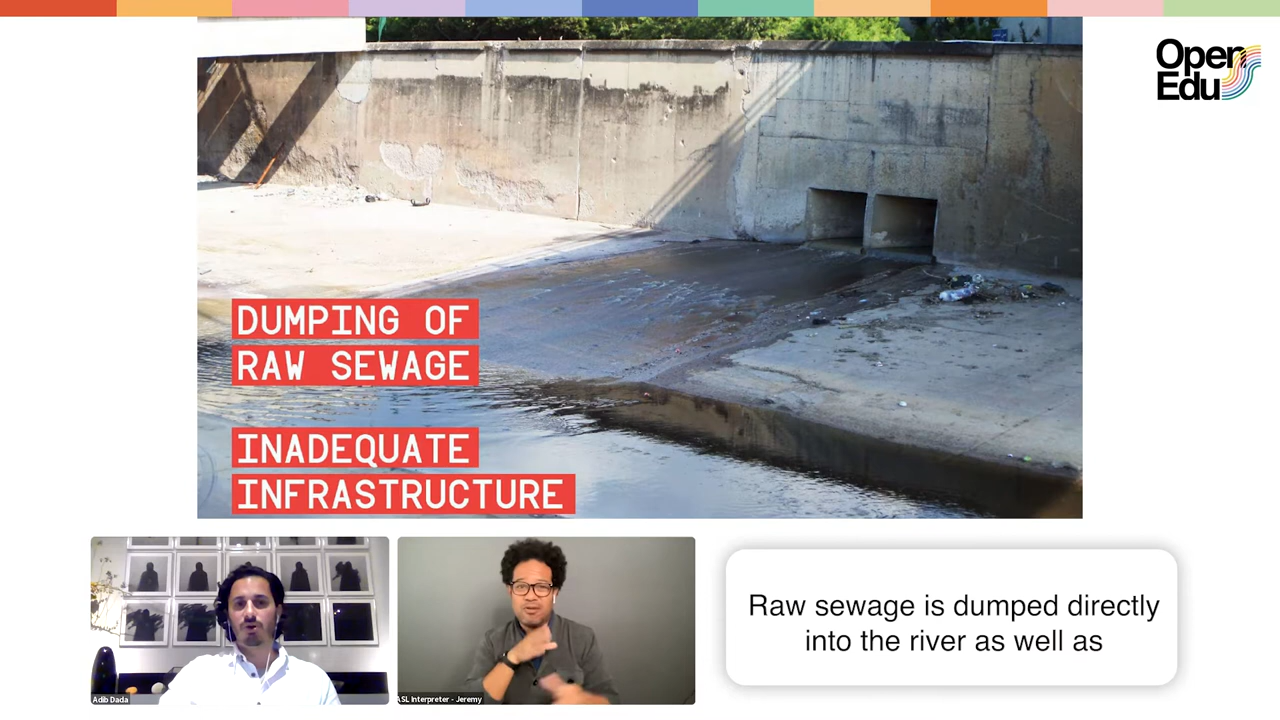 Open
Edu
DUMPING OF
RAW SEWAGE
INADEQUATE
INFRASTRUCTURE
Adib Dada
ASL Interpreter - Jeremy
Raw sewage is dumped directly
into the river as well as